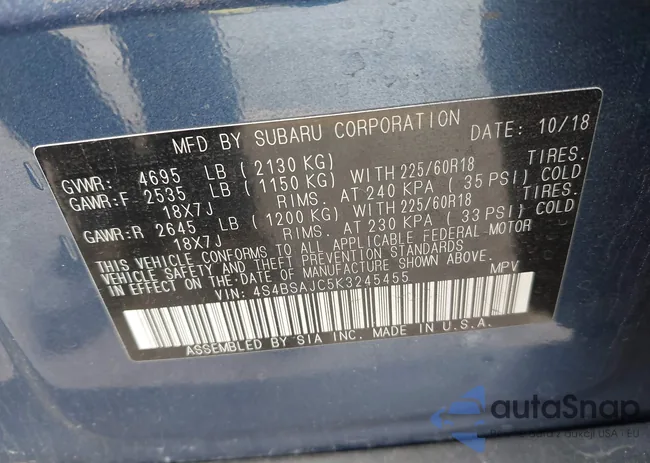 MFD BY SUBARU CORPORATION DATE: 10/18
GVWR: 4695 LB (2130 KG)
GAWR:F 2535 LB (1150 KG) WITH 225/60R18 TIRES.
18X7J RIMS. AT 240 KPA (35 PSI) COLD
GAWR:R 2645 LB (1200 KG) WITH 225/60R18 TIRES.
18X7J RIMS. AT 230 KPA (33 PSI) COLD
THIS VEHICLE CONFORMS TO ALL APPLICABLE FEDERAL MOTOR
VEHICLE SAFETY AND THEFT PREVENTION STANDARDS
IN EFFECT ON THE DATE OF MANUFACTURE SHOWN ABOVE.
VIN: 4S4BSAJC5K3245455 MPV
ASSEMBLED BY SIA INC. MADE IN U.S.A.
autaSnap
aukcji USA - EU